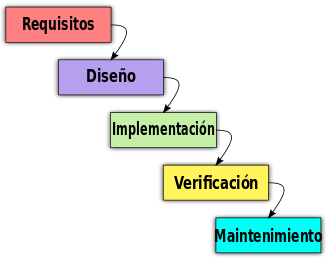 Requisitos
Diseño
Implementación
Verificación
Mantenimiento